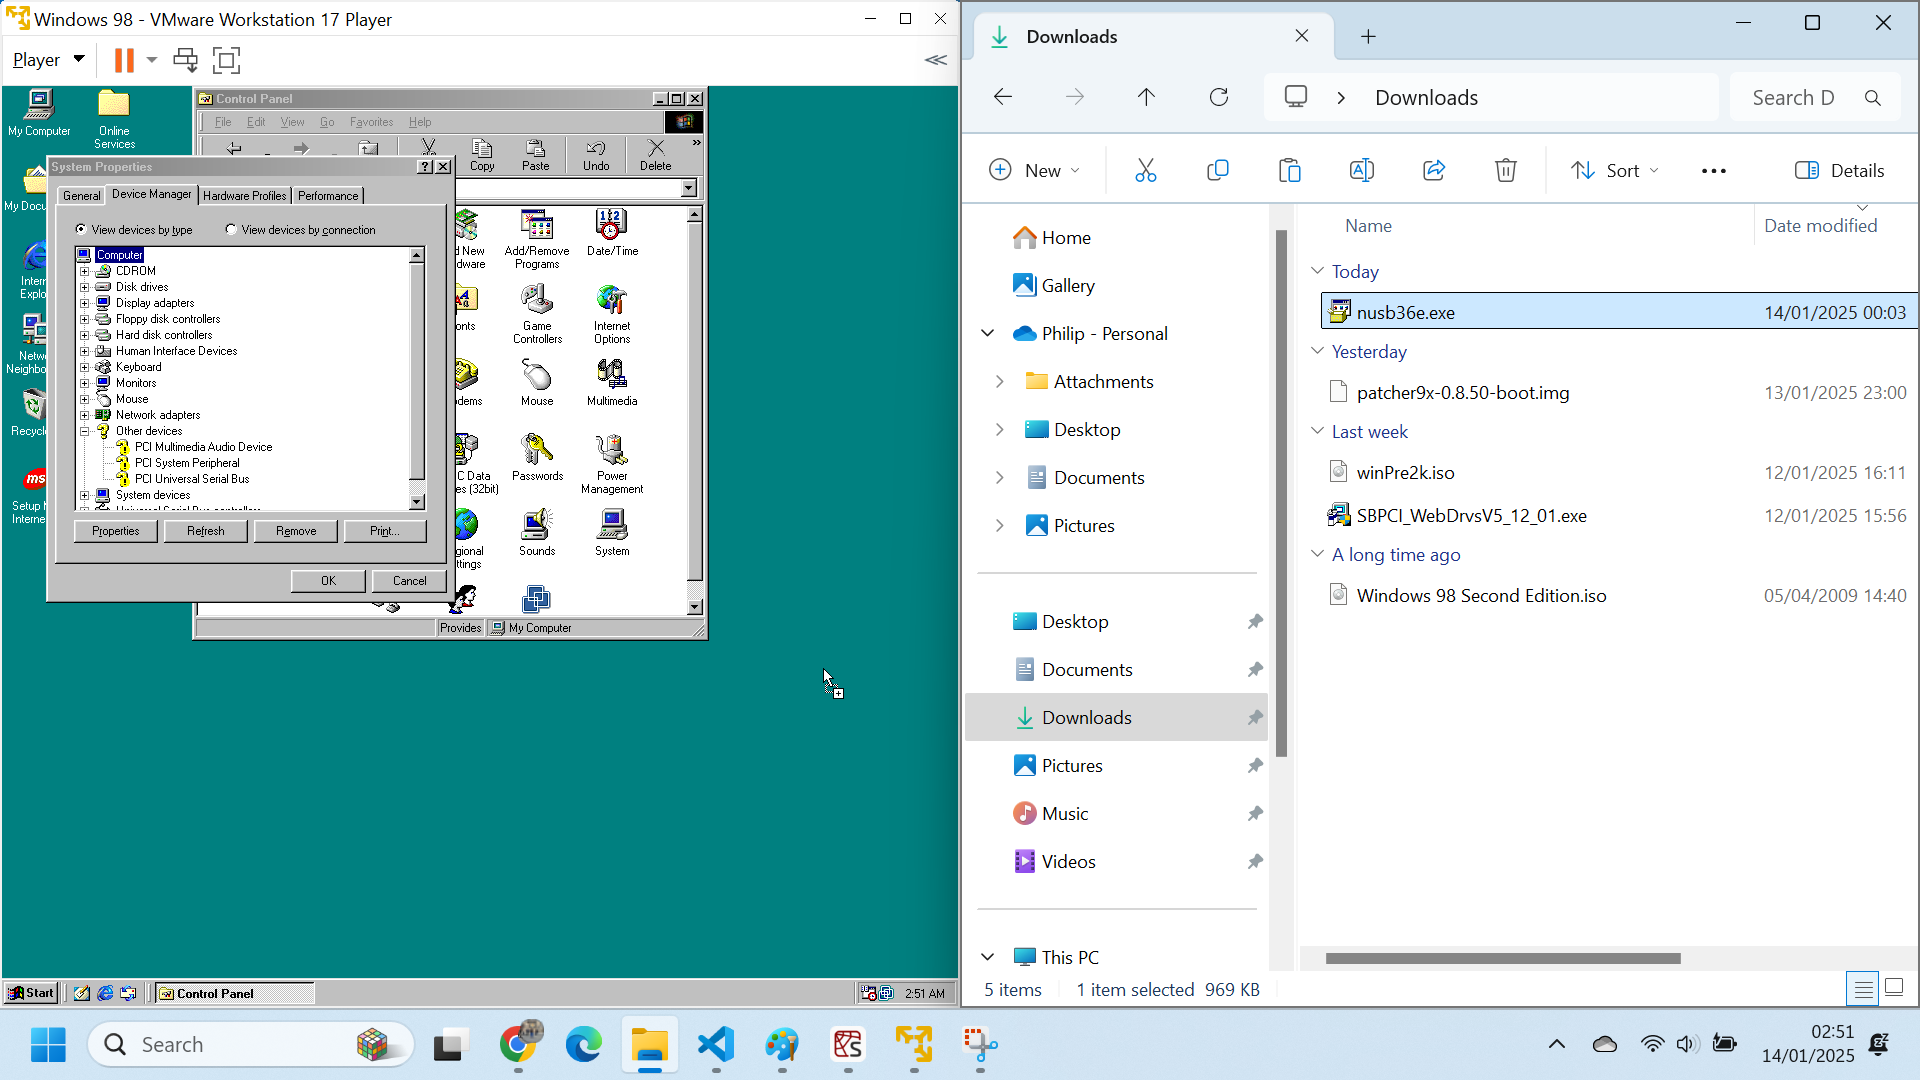 Windows 98 - VMware Workstation 17 Player
Player
My Computer
Online Services
My Docu
Intern
Explo
Netw
Neighbor
Recycl
ms
Setup
Interne
Control Panel
File Edit View Go Favorites Help
Copy Paste Undo Delete
d New
dware
Add/Remove Programs
Date/Time
onts
Game Controllers
Internet Options
dems
Mouse
Multimedia
C Data
es (32bit)
Passwords
Power Management
gional
ttings
Sounds
System
Provides
My Computer
System Properties
General Device Manager Hardware Profiles Performance
View devices by type View devices by connection
Computer
CDROM
Disk drives
Display adapters
Floppy disk controllers
Hard disk controllers
Human Interface Devices
Keyboard
Monitors
Mouse
Network adapters
Other devices
PCI Multimedia Audio Device
PCI System Peripheral
PCI Universal Serial Bus
System devices
Properties Refresh Remove Print...
OK Cancel
Start
Control Panel
2:51 AM
Downloads
Downloads
Search D
New
Sort
Details
Home
Gallery
Philip - Personal
Attachments
Desktop
Documents
Pictures
Desktop
Documents
Downloads
Pictures
Music
Videos
This PC
Name Date modified
Today
nusb36e.exe 14/01/2025 00:03
Yesterday
patcher9x-0.8.50-boot.img 13/01/2025 23:00
Last week
winPre2k.iso 12/01/2025 16:11
SBPCI_WebDrvsV5_12_01.exe 12/01/2025 15:56
A long time ago
Windows 98 Second Edition.iso 05/04/2009 14:40
5 items 1 item selected 969 KB
Search
02:51
14/01/2025